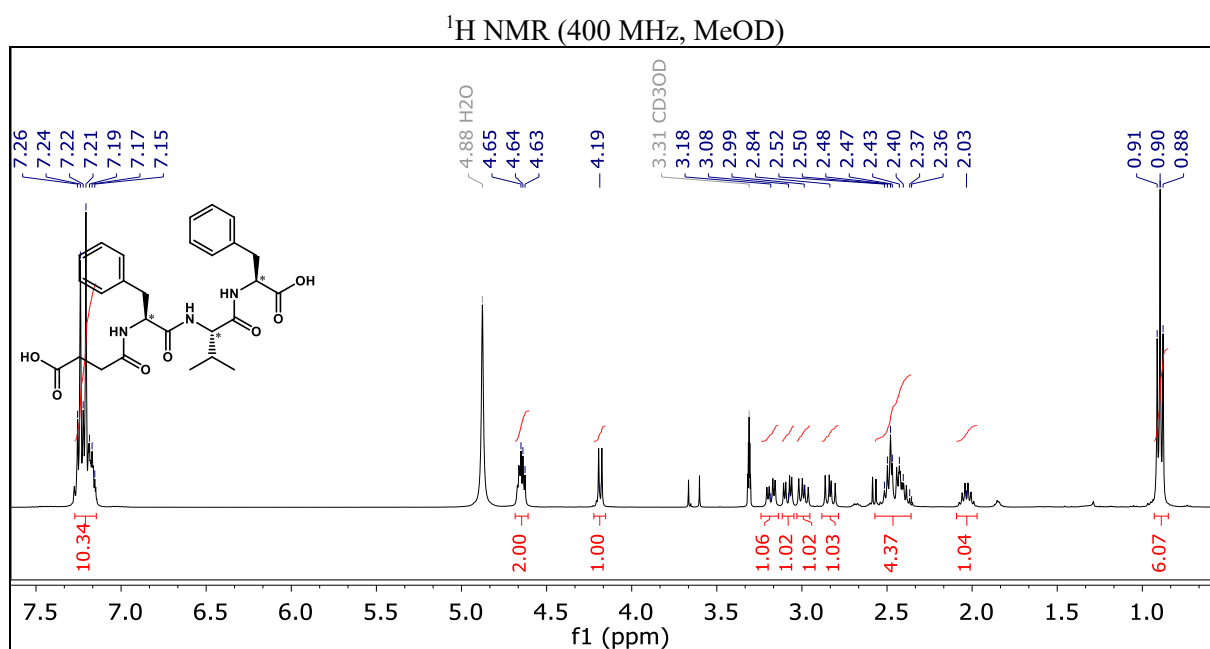 ¹H NMR (400 MHz, MeOD)
7.26
7.24
7.22
7.21
7.19
7.17
7.15
4.88 H2O
4.65
4.64
4.63
4.19
3.31 CD3OD
3.18
3.08
2.99
2.84
2.52
2.50
2.48
2.47
2.43
2.40
2.37
2.36
2.03
0.91
0.90
0.88
HO
O
HN
*
O
O
H
N
*
O
HN
*
OH
O
10.34
2.00
1.00
1.06
1.02
1.02
1.03
4.37
1.04
6.07
7.5 7.0 6.5 6.0 5.5 5.0 4.5 4.0 3.5 3.0 2.5 2.0 1.5 1.0
f1 (ppm)